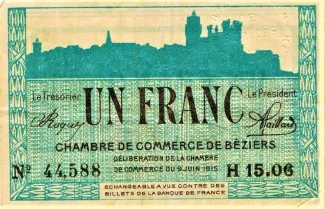 Le Trésorier UN FRANC Le Président
CHAMBRE DE COMMERCE DE BÉZIERS
Nº 44,588 DÉLIBÉRATION DE LA CHAMBRE DE COMMERCE DU 9 JUIN 1915 H 15.06
ECHANGEABLE A VUE CONTRE DES
BILLETS DE LA BANQUE DE FRANCE